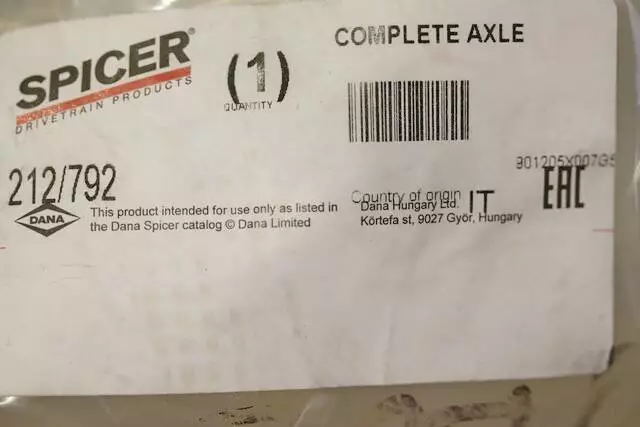 SPICER®
DRIVETRAIN PRODUCTS
(1)
QUANTITY
COMPLETE AXLE
212/792
DANA
This product intended for use only as listed in
the Dana Spicer catalog © Dana Limited
Country of origin IT
Dana Hungary Ltd.
Körtefa st, 9027 Győr, Hungary
EAC